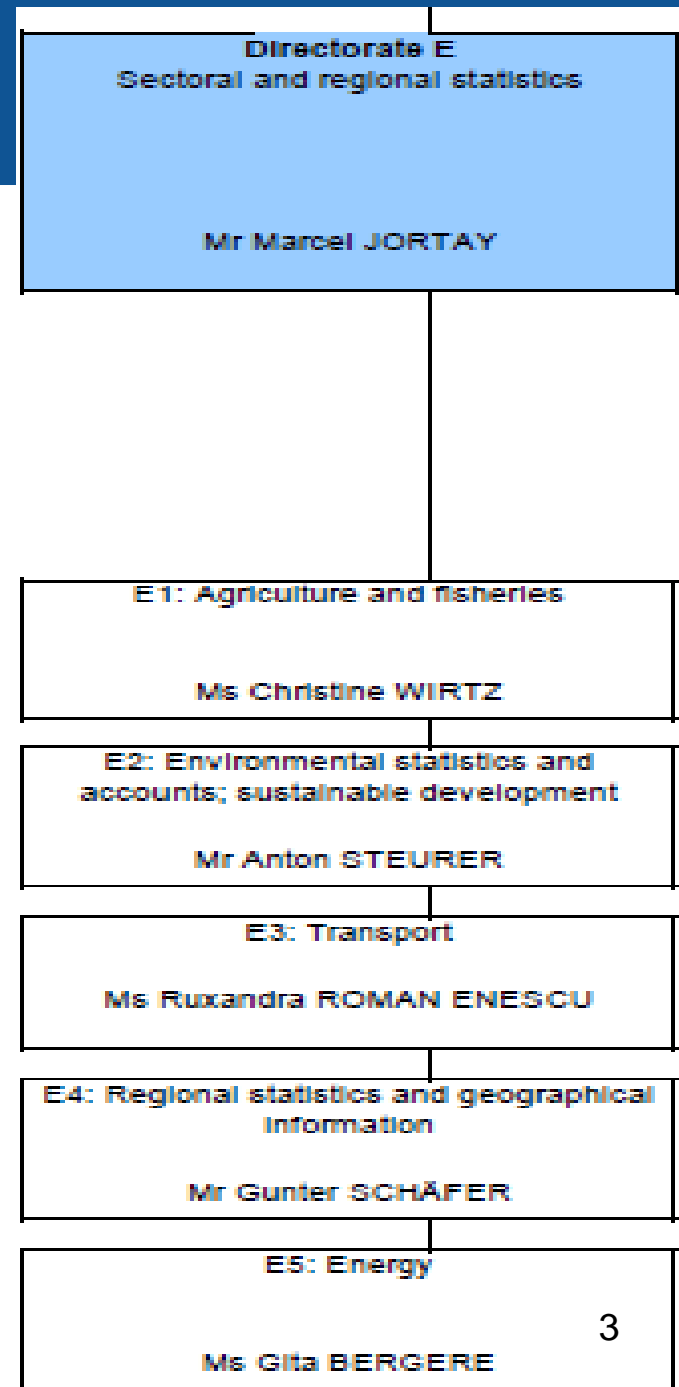 Directorate E
Sectoral and regional statistics
Mr Marcel JORTAY
E1: Agriculture and fisheries
Ms Christine WIRTZ
E2: Environmental statistics and
accounts; sustainable development
Mr Anton STEURER
E3: Transport
Ms Ruxandra ROMAN ENESCU
E4: Regional statistics and geographical
information
Mr Gunter SCHÄFER
E5: Energy
3
Ms Gita BERGERE